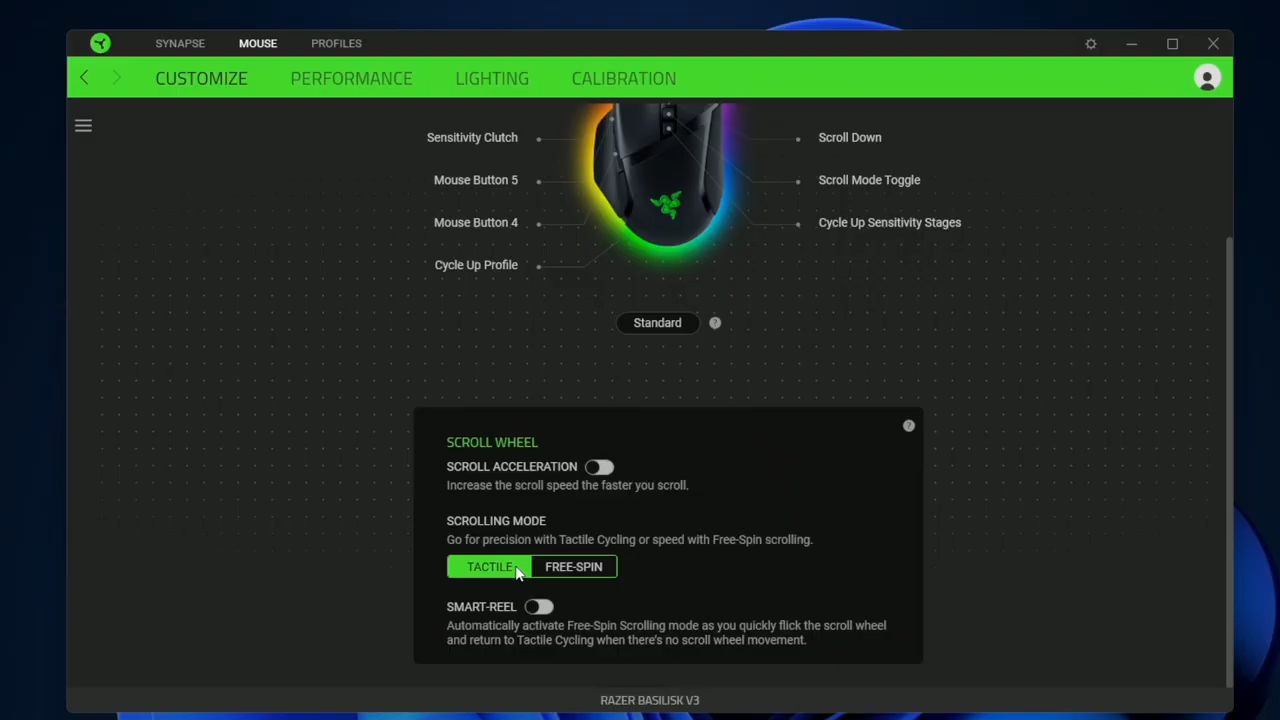 SYNAPSE MOUSE PROFILES
CUSTOMIZE PERFORMANCE LIGHTING CALIBRATION
Sensitivity Clutch
Mouse Button 5
Mouse Button 4
Cycle Up Profile
Scroll Down
Scroll Mode Toggle
Cycle Up Sensitivity Stages
Standard ?
?
SCROLL WHEEL
SCROLL ACCELERATION
Increase the scroll speed the faster you scroll.
SCROLLING MODE
Go for precision with Tactile Cycling or speed with Free-Spin scrolling.
TACTILE FREE-SPIN
SMART-REEL
Automatically activate Free-Spin Scrolling mode as you quickly flick the scroll wheel
and return to Tactile Cycling when there's no scroll wheel movement.
RAZER BASILISK V3